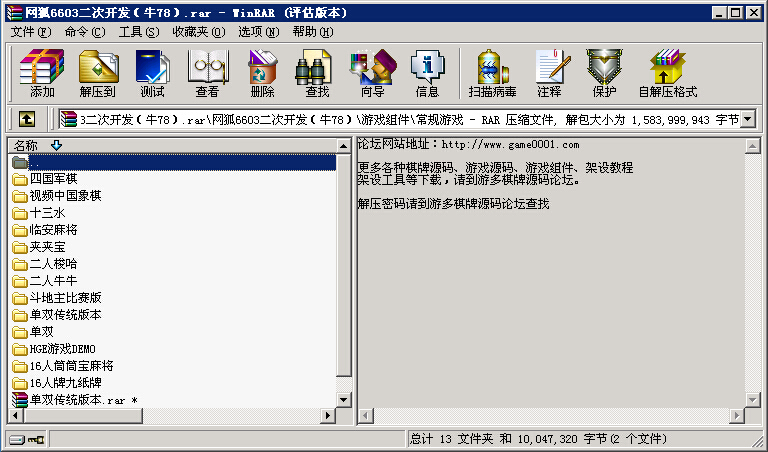 网狐6603二次开发(牛78).rar - WinRAR (评估版本)
文件(F) 命令(C) 工具(S) 收藏夹(O) 选项(N) 帮助(H)
添加 解压到 测试 查看 删除 查找 向导 信息 扫描病毒 注释 保护 自解压格式
二次开发(牛78).rar\网狐6603二次开发(牛78)\游戏组件\常规游戏 - RAR 压缩文件, 解包大小为 1,583,999,943 字节
名称
..
四国军棋
视频中国象棋
十三水
临安麻将
夹夹宝
二人梭哈
二人牛牛
斗地主比赛版
单双传统版本
单双
HGE游戏DEMO
16人筒筒宝麻将
16人牌九纸牌
单双传统版本.rar *
论坛网站地址：http://www.game0001.com
更多各种棋牌源码、游戏源码、游戏组件、架设教程
架设工具等下载，请到游多棋牌源码论坛。
解压密码请到游多棋牌源码论坛查找
总计 13 文件夹 和 10,047,320 字节(2 个文件)